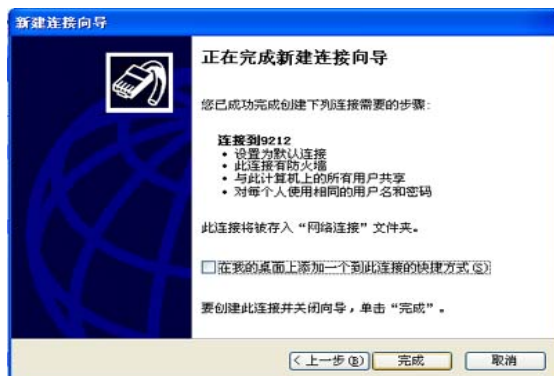 新建连接向导
正在完成新建连接向导
您已成功完成创建下列连接需要的步骤:
连接到9212
• 设置为默认连接
• 此连接有防火墙
• 与此计算机上的所有用户共享
• 对每个人使用相同的用户名和密码
此连接将被存入“网络连接”文件夹。
在我的桌面上添加一个到此连接的快捷方式(S)
要创建此连接并关闭向导,单击“完成”。
<上一步(B) 完成 取消